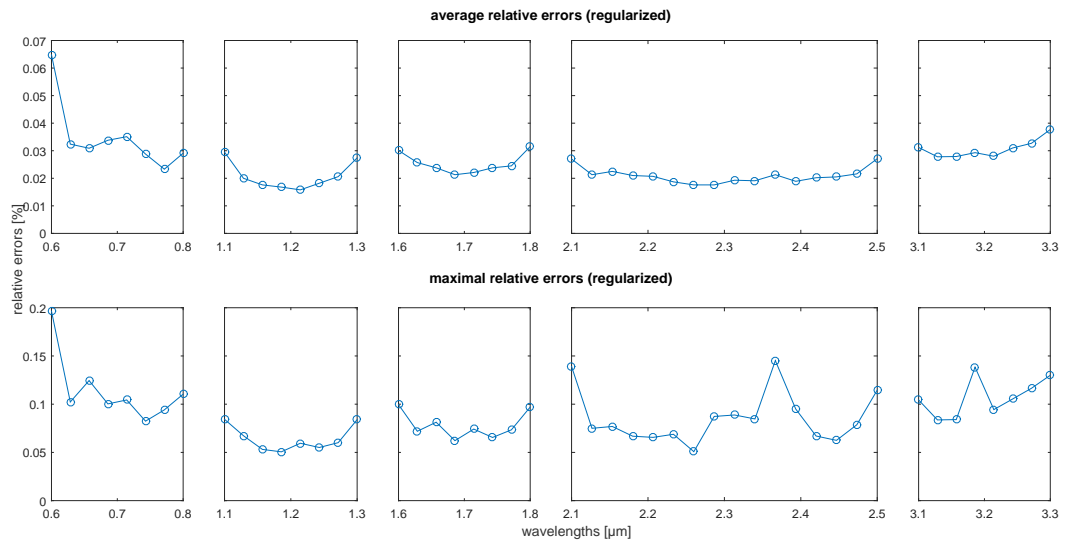 average relative errors (regularized)
0.07
0.06
0.05
0.04
0.03
0.02
0.01
0
0.6 0.7 0.8 1.1 1.2 1.3 1.6 1.7 1.8 2.1 2.2 2.3 2.4 2.5 3.1 3.2 3.3
relative errors [%]
maximal relative errors (regularized)
0.2
0.15
0.1
0.05
0
0.6 0.7 0.8 1.1 1.2 1.3 1.6 1.7 1.8 2.1 2.2 2.3 2.4 2.5 3.1 3.2 3.3
wavelengths [µm]